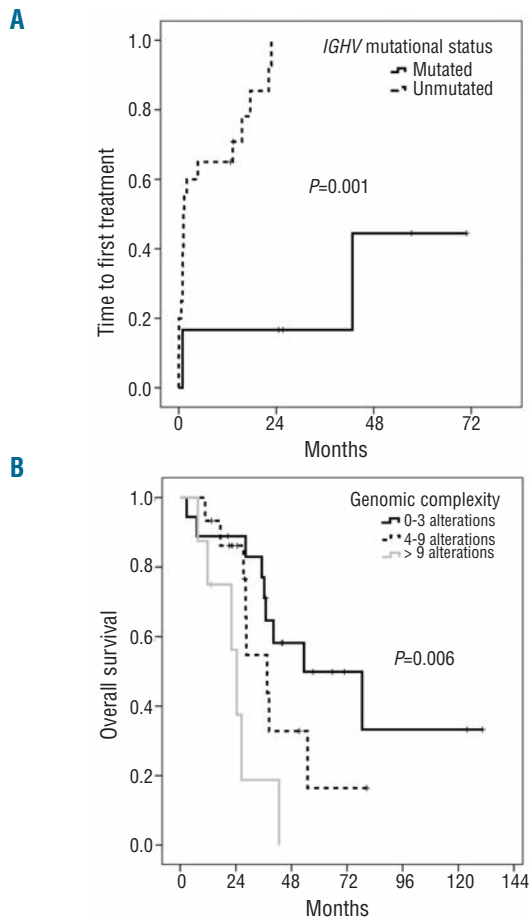 A
IGHV mutational status
Mutated
Unmutated
P=0.001
Time to first treatment
1.0
0.8
0.6
0.4
0.2
0.0
0 24 48 72
Months
B
Genomic complexity
0-3 alterations
4-9 alterations
> 9 alterations
P=0.006
Overall survival
1.0
0.8
0.6
0.4
0.2
0.0
0 24 48 72 96 120 144
Months